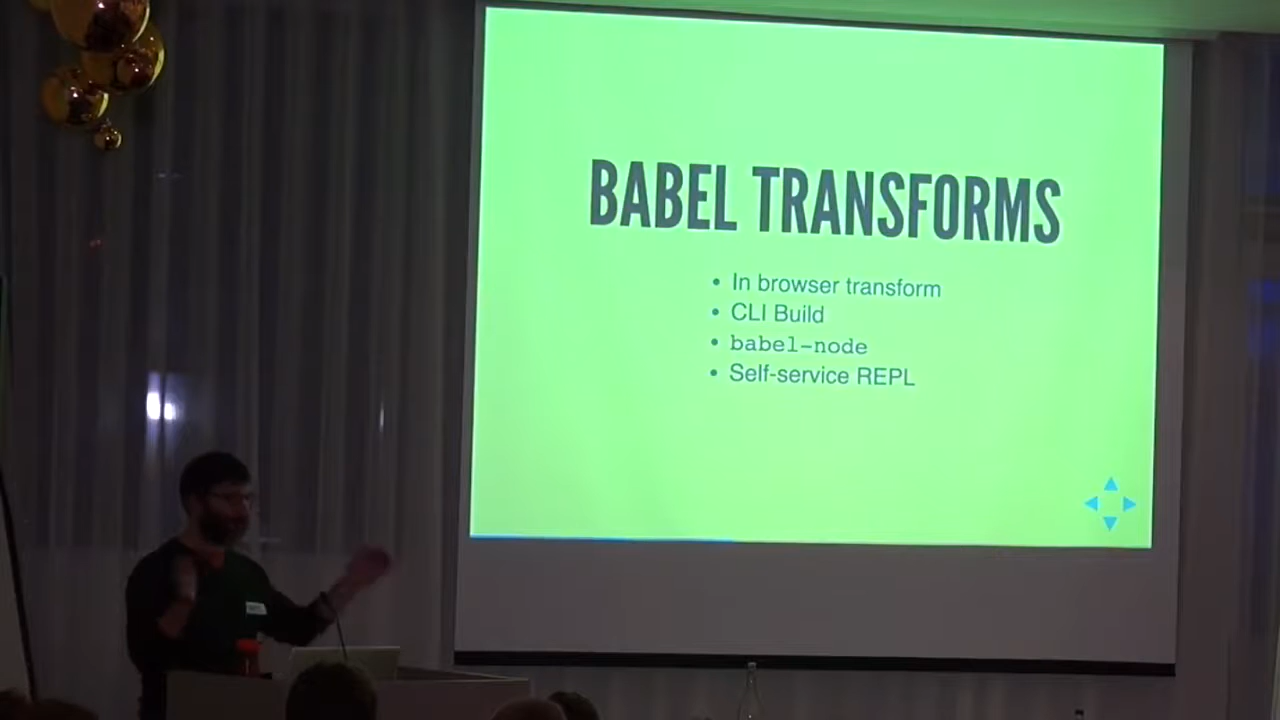 BABEL TRANSFORMS
• In browser transform
• CLI Build
• babel-node
• Self-service REPL